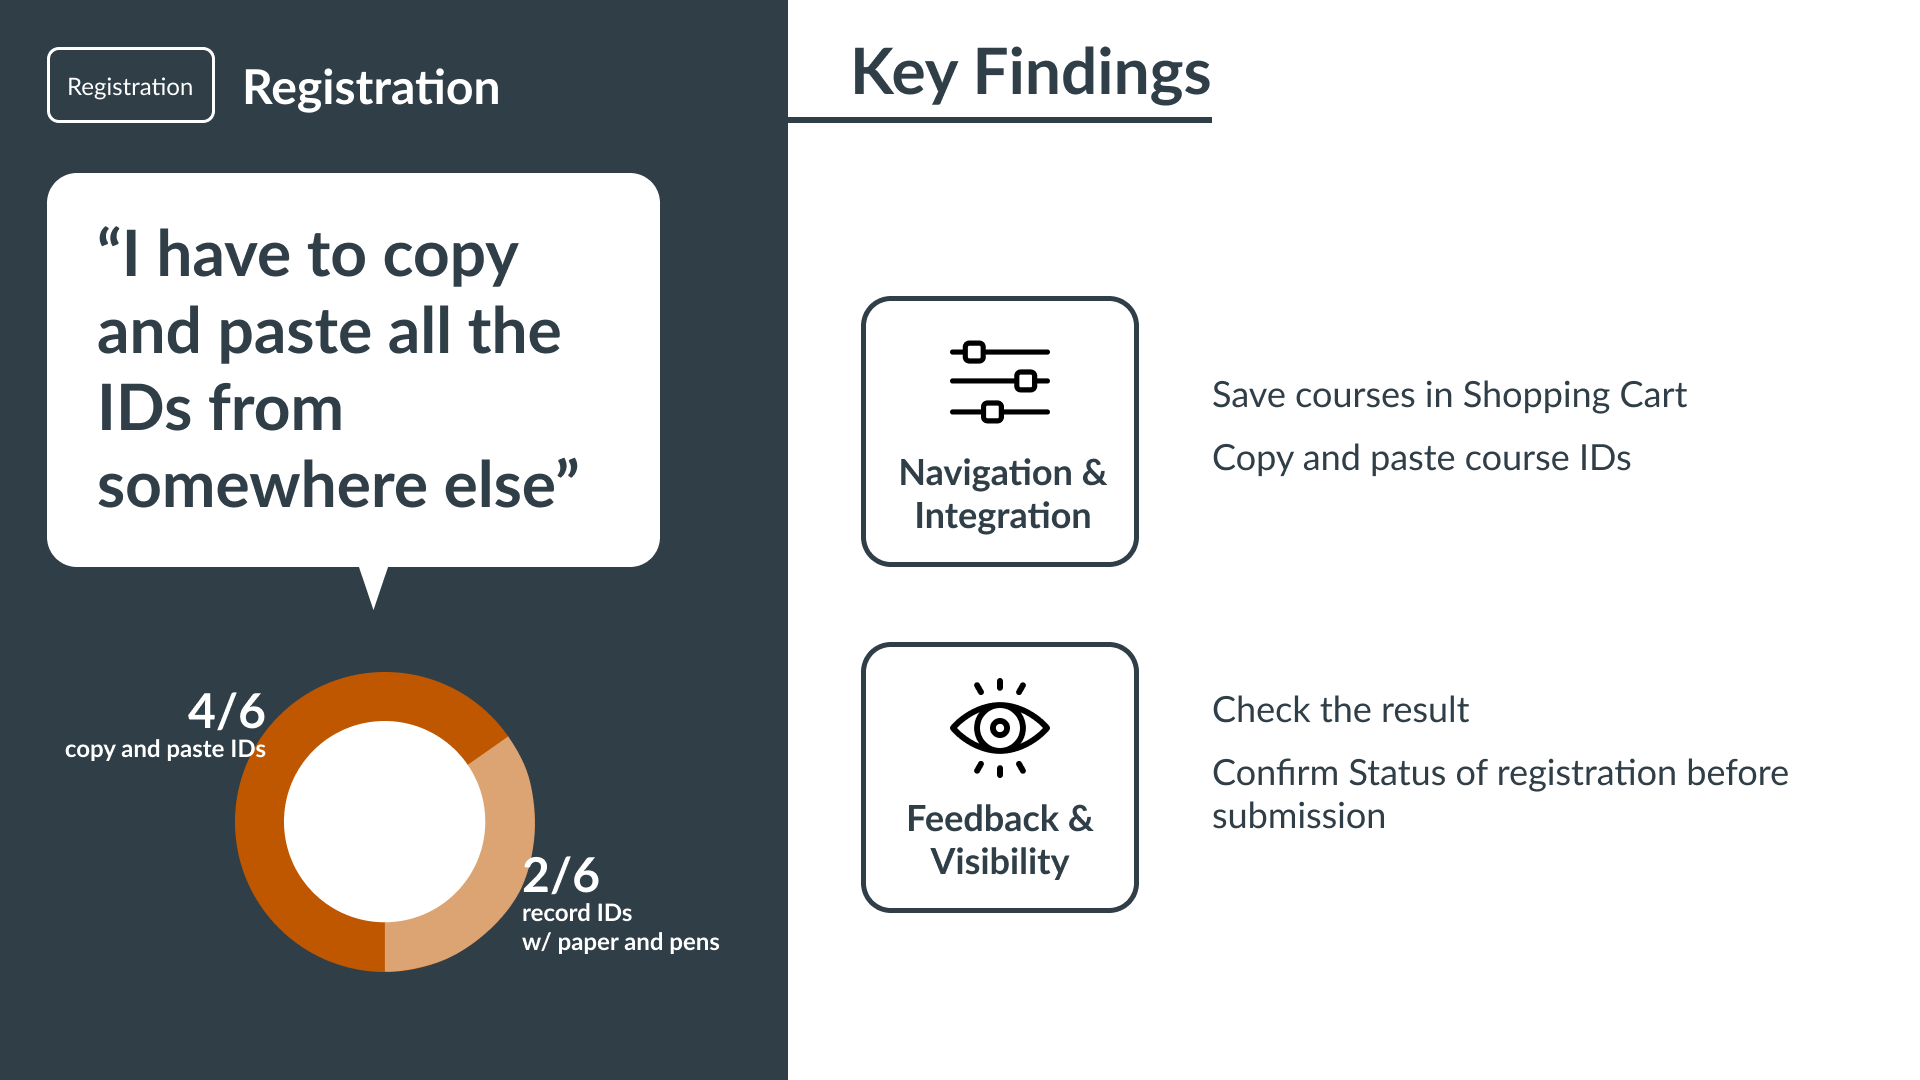 Registration
Registration
“I have to copy
and paste all the
IDs from
somewhere else”
4/6
copy and paste IDs
2/6
record IDs
w/ paper and pens
Key Findings
Navigation &
Integration
Save courses in Shopping Cart
Copy and paste course IDs
Feedback &
Visibility
Check the result
Confirm Status of registration before
submission